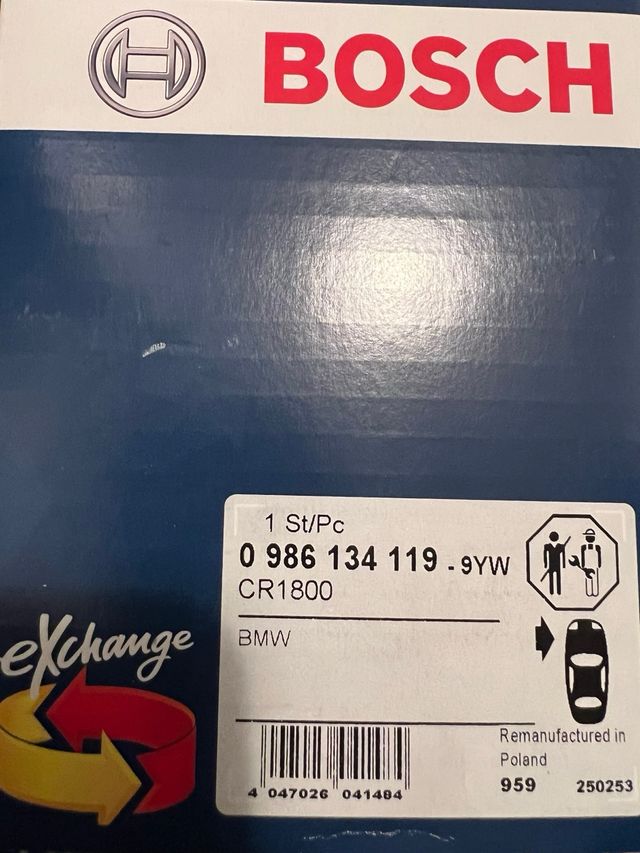 BOSCH
1 St/Pc
0 986 134 119 - 9YW
CR1800
BMW
eXchange
Remanufactured in
Poland
959 250253
4 047026 041484